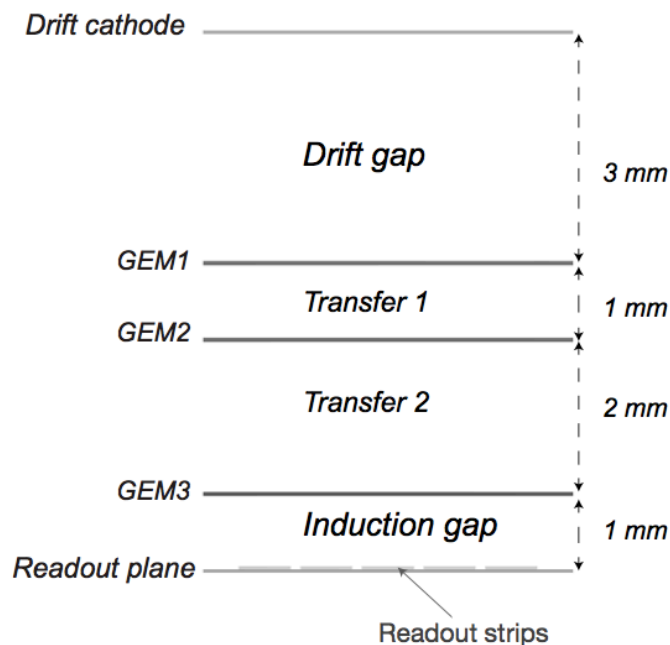 Drift cathode
Drift gap
3 mm
GEM1
Transfer 1
1 mm
GEM2
Transfer 2
2 mm
GEM3
Induction gap
1 mm
Readout plane
Readout strips